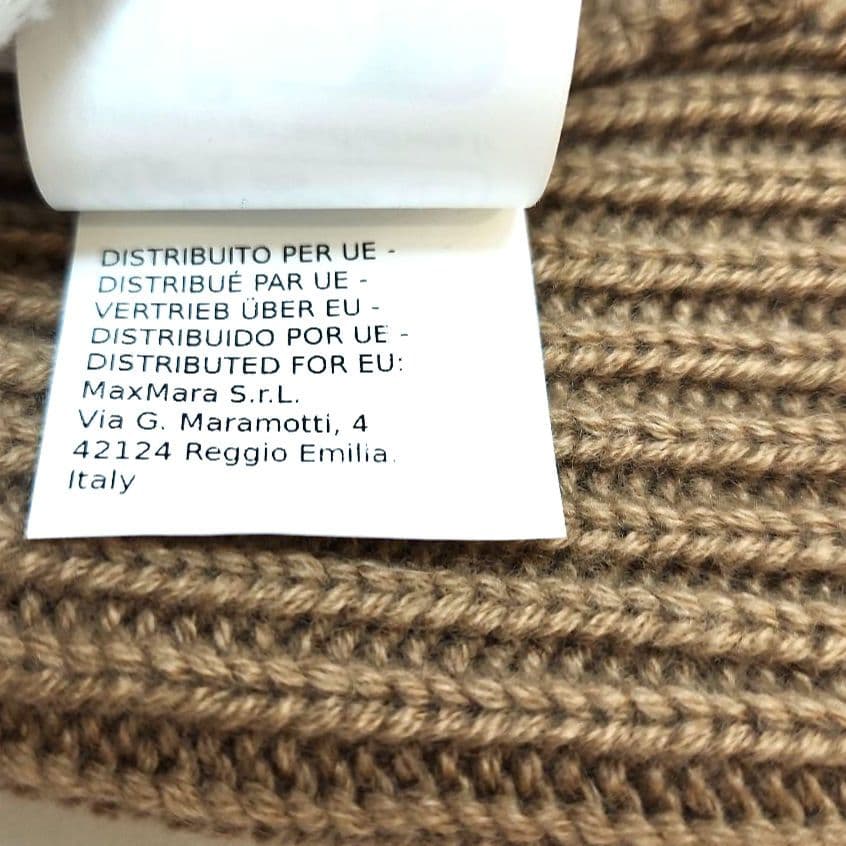 DISTRIBUITO PER UE -
DISTRIBUÉ PAR UE -
VERTRIEB ÜBER EU -
DISTRIBUIDO POR UE -
DISTRIBUTED FOR EU:
MaxMara S.r.L.
Via G. Maramotti, 4
42124 Reggio Emilia
Italy